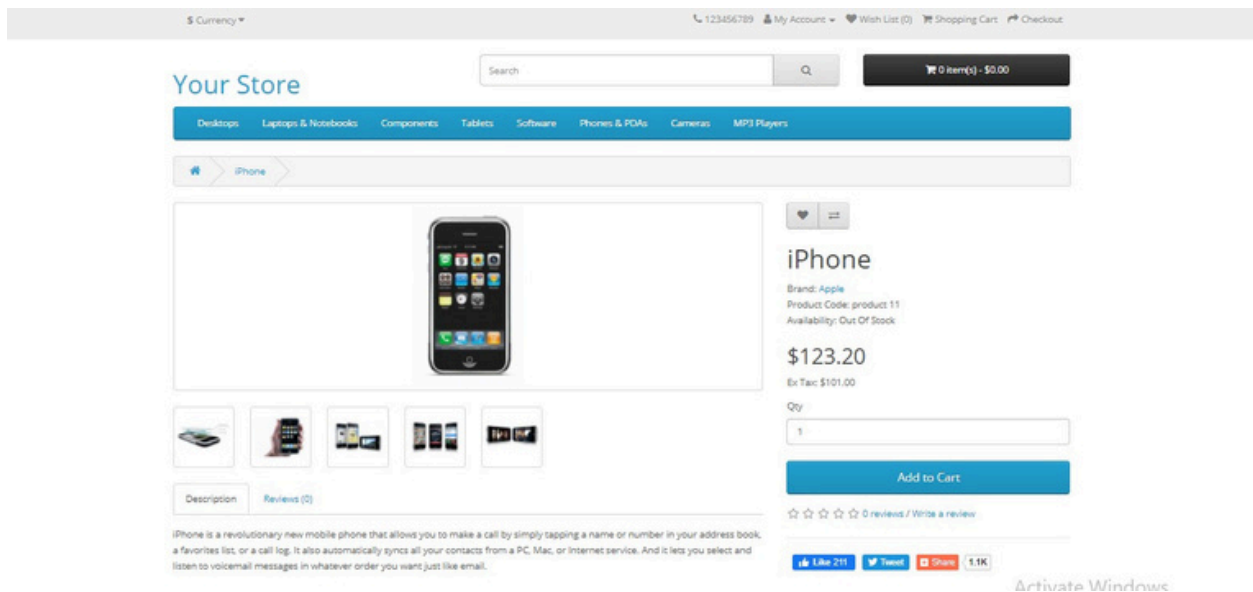 $ Currency
123456789 My Account Wish List (0) Shopping Cart Checkout
Your Store
Search
0 item(s) - $0.00
Desktops Laptops & Notebooks Components Tablets Software Phones & PDAs Cameras MP3 Players
iPhone
iPhone
Brand: Apple
Product Code: product 11
Availability: Out Of Stock
$123.20
Ex Tax: $101.00
Qty
1
Add to Cart
0 reviews / Write a review
Like 211 Tweet Share 1.1K
Description Reviews (0)
iPhone is a revolutionary new mobile phone that allows you to make a call by simply tapping a name or number in your address book,
a favorites list, or a call log. It also automatically syncs all your contacts from a PC, Mac, or Internet service. And it lets you select and
listen to voicemail messages in whatever order you want just like email.
Activate Windows